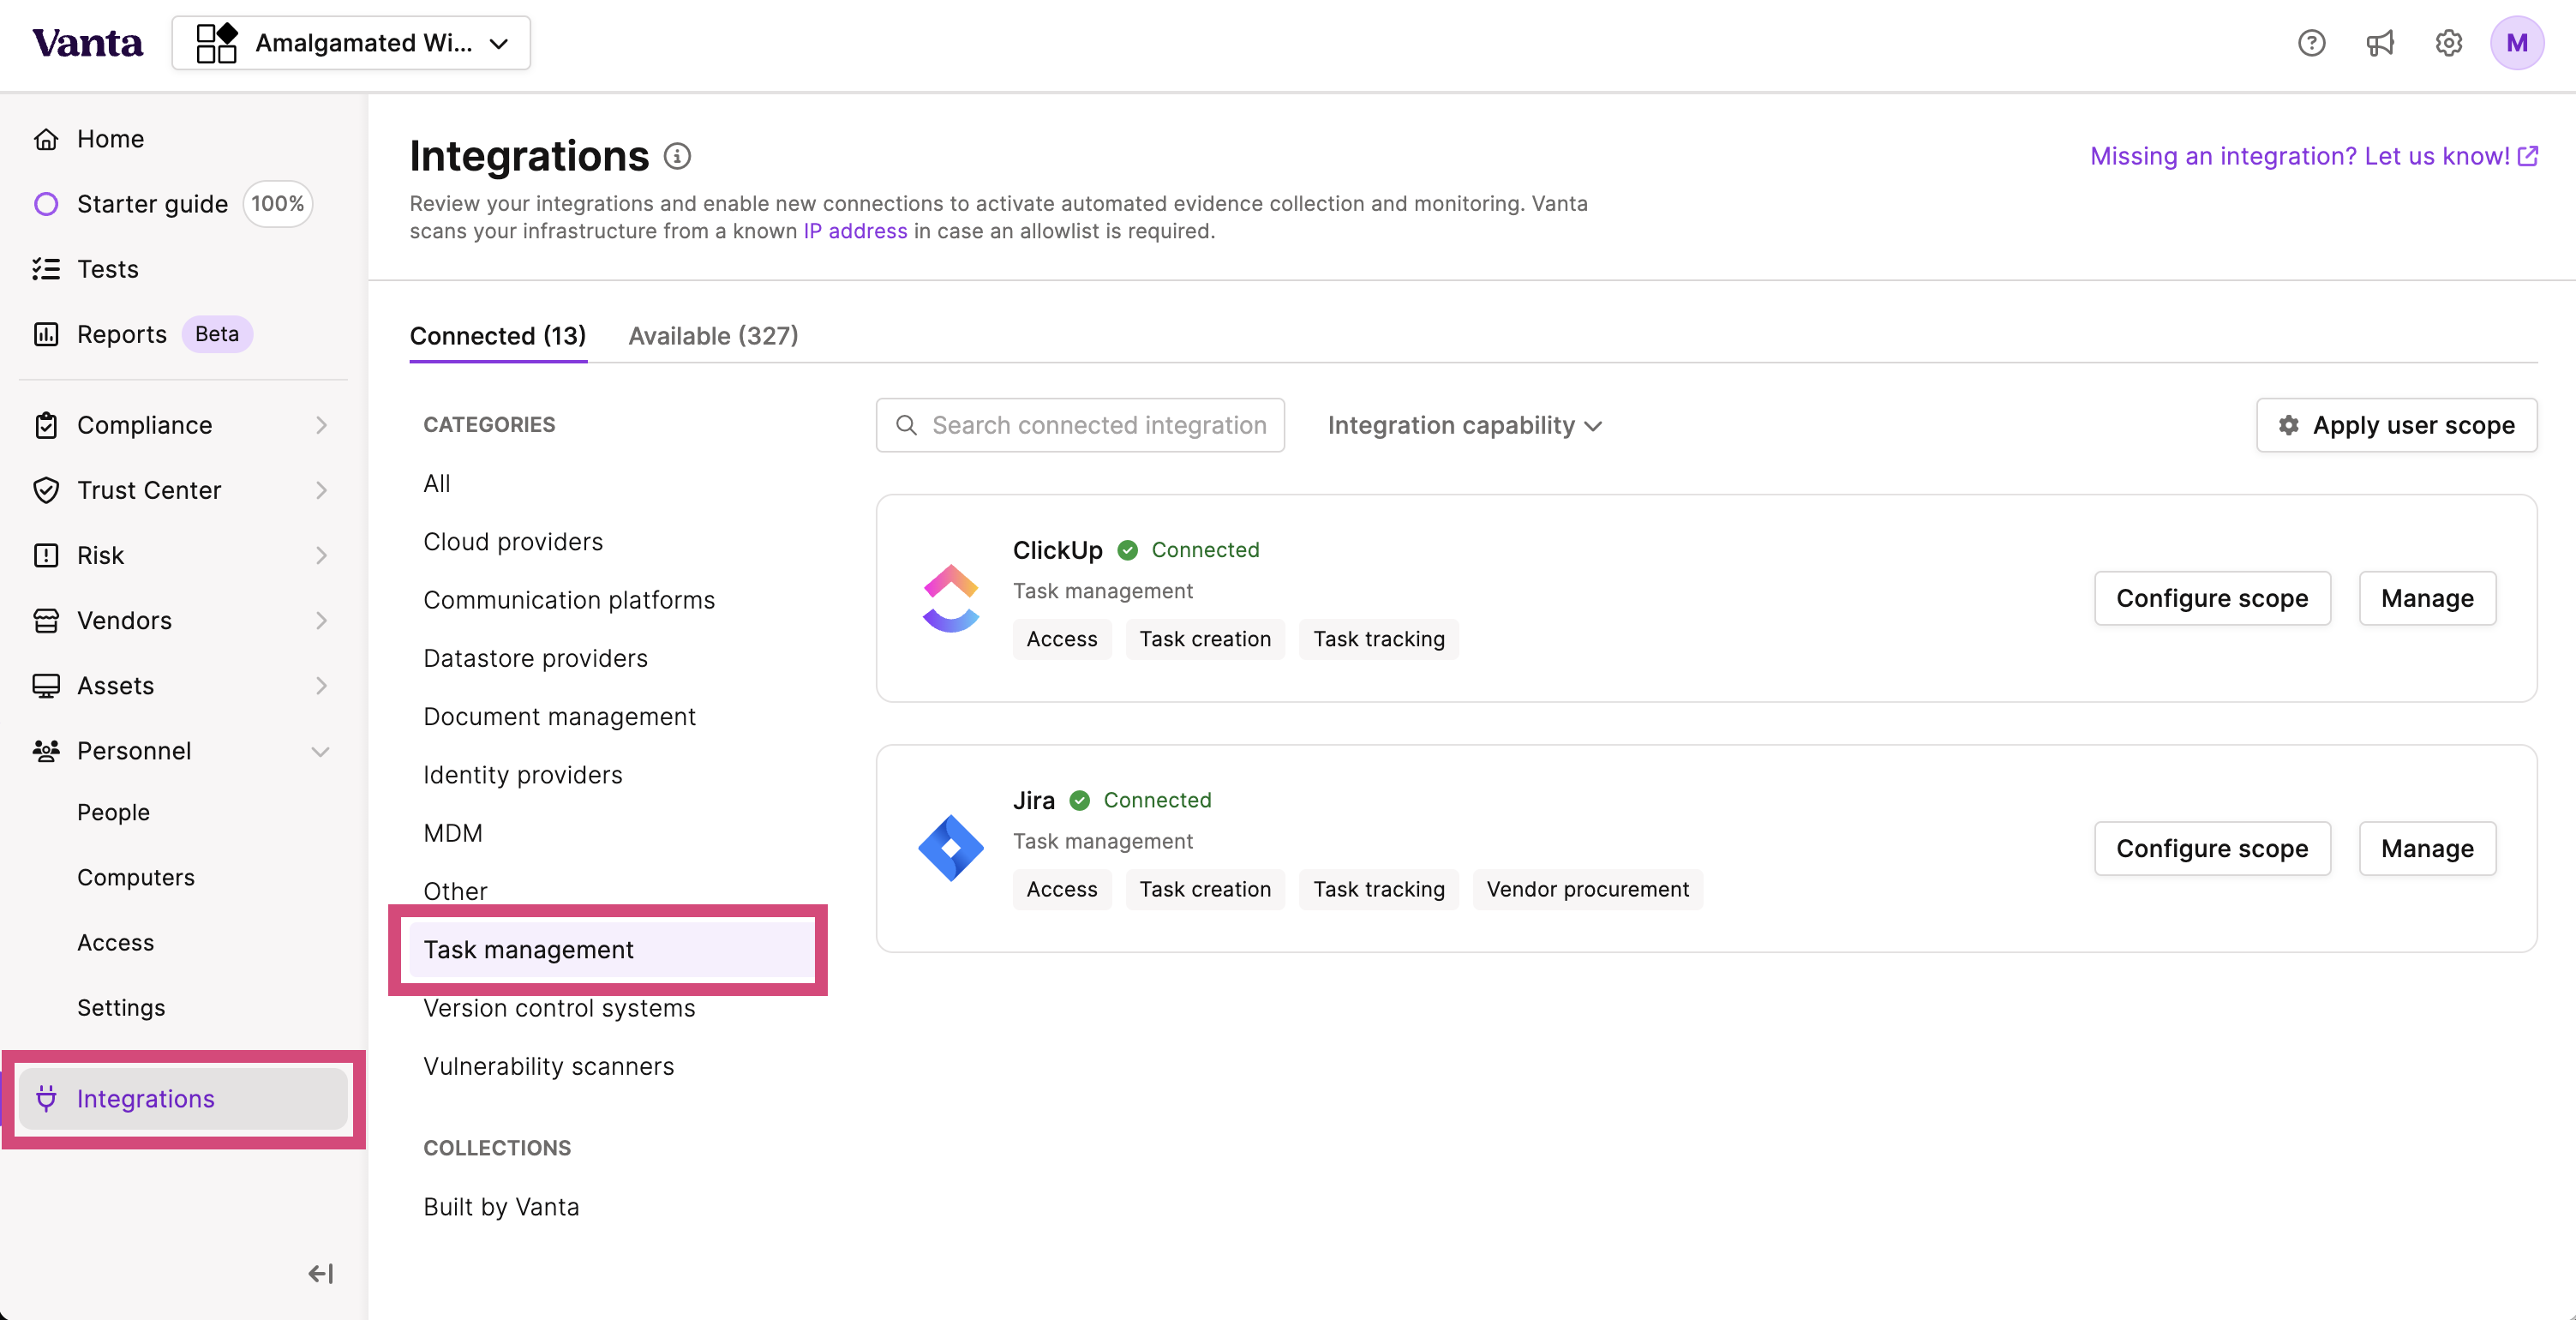 Vanta
Amalgamated Wi...
M
Home
Starter guide 100%
Tests
Reports Beta
Compliance
Trust Center
Risk
Vendors
Assets
Personnel
People
Computers
Access
Settings
Integrations
Integrations
Missing an integration? Let us know!
Review your integrations and enable new connections to activate automated evidence collection and monitoring. Vanta
scans your infrastructure from a known IP address in case an allowlist is required.
Connected (13) Available (327)
CATEGORIES
All
Cloud providers
Communication platforms
Datastore providers
Document management
Identity providers
MDM
Other
Task management
Version control systems
Vulnerability scanners
COLLECTIONS
Built by Vanta
Search connected integration
Integration capability
Apply user scope
ClickUp Connected
Task management
Access Task creation Task tracking
Configure scope Manage
Jira Connected
Task management
Access Task creation Task tracking Vendor procurement
Configure scope Manage